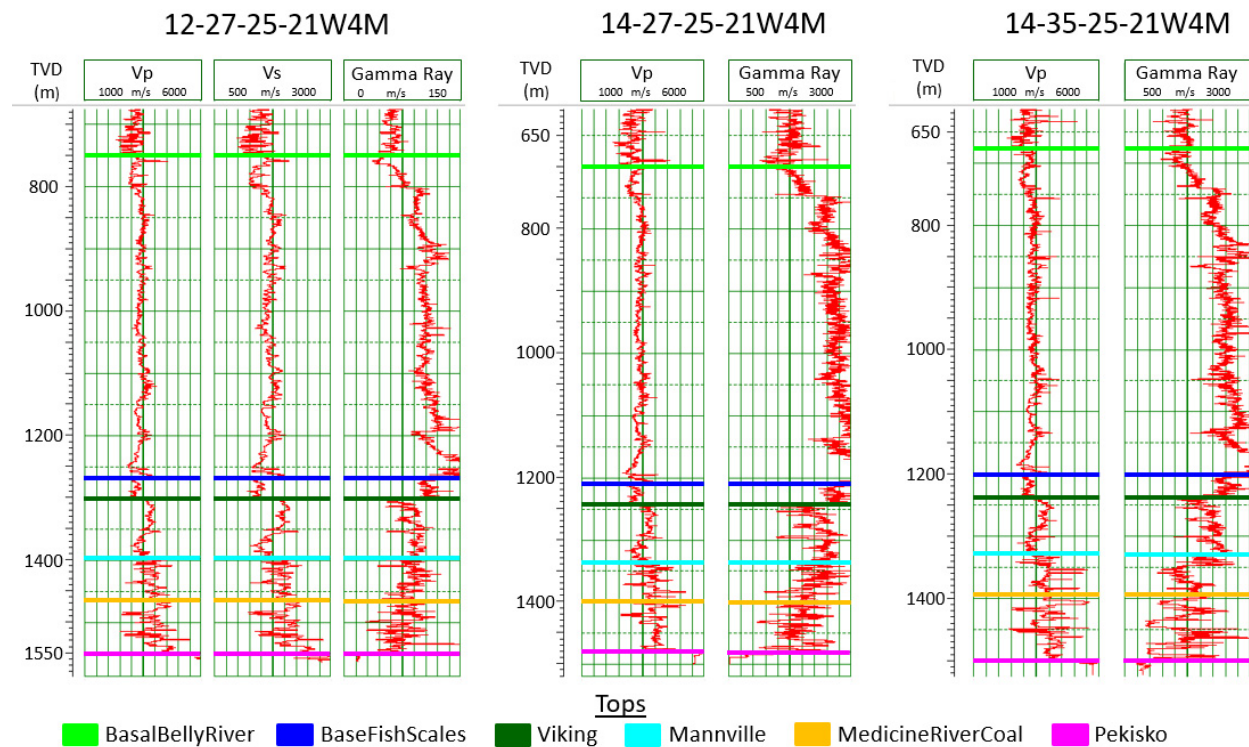 12-27-25-21W4M 14-27-25-21W4M 14-35-25-21W4M
TVD (m) Vp 1000 m/s 6000 Vs 500 m/s 3000 Gamma Ray 0 m/s 150
800
1000
1200
1400
1550
TVD (m) Vp 1000 m/s 6000 Gamma Ray 500 m/s 3000
650
800
1000
1200
1400
TVD (m) Vp 1000 m/s 6000 Gamma Ray 500 m/s 3000
650
800
1000
1200
1400
Tops
BasalBellyRiver BaseFishScales Viking Mannville MedicineRiverCoal Pekisko